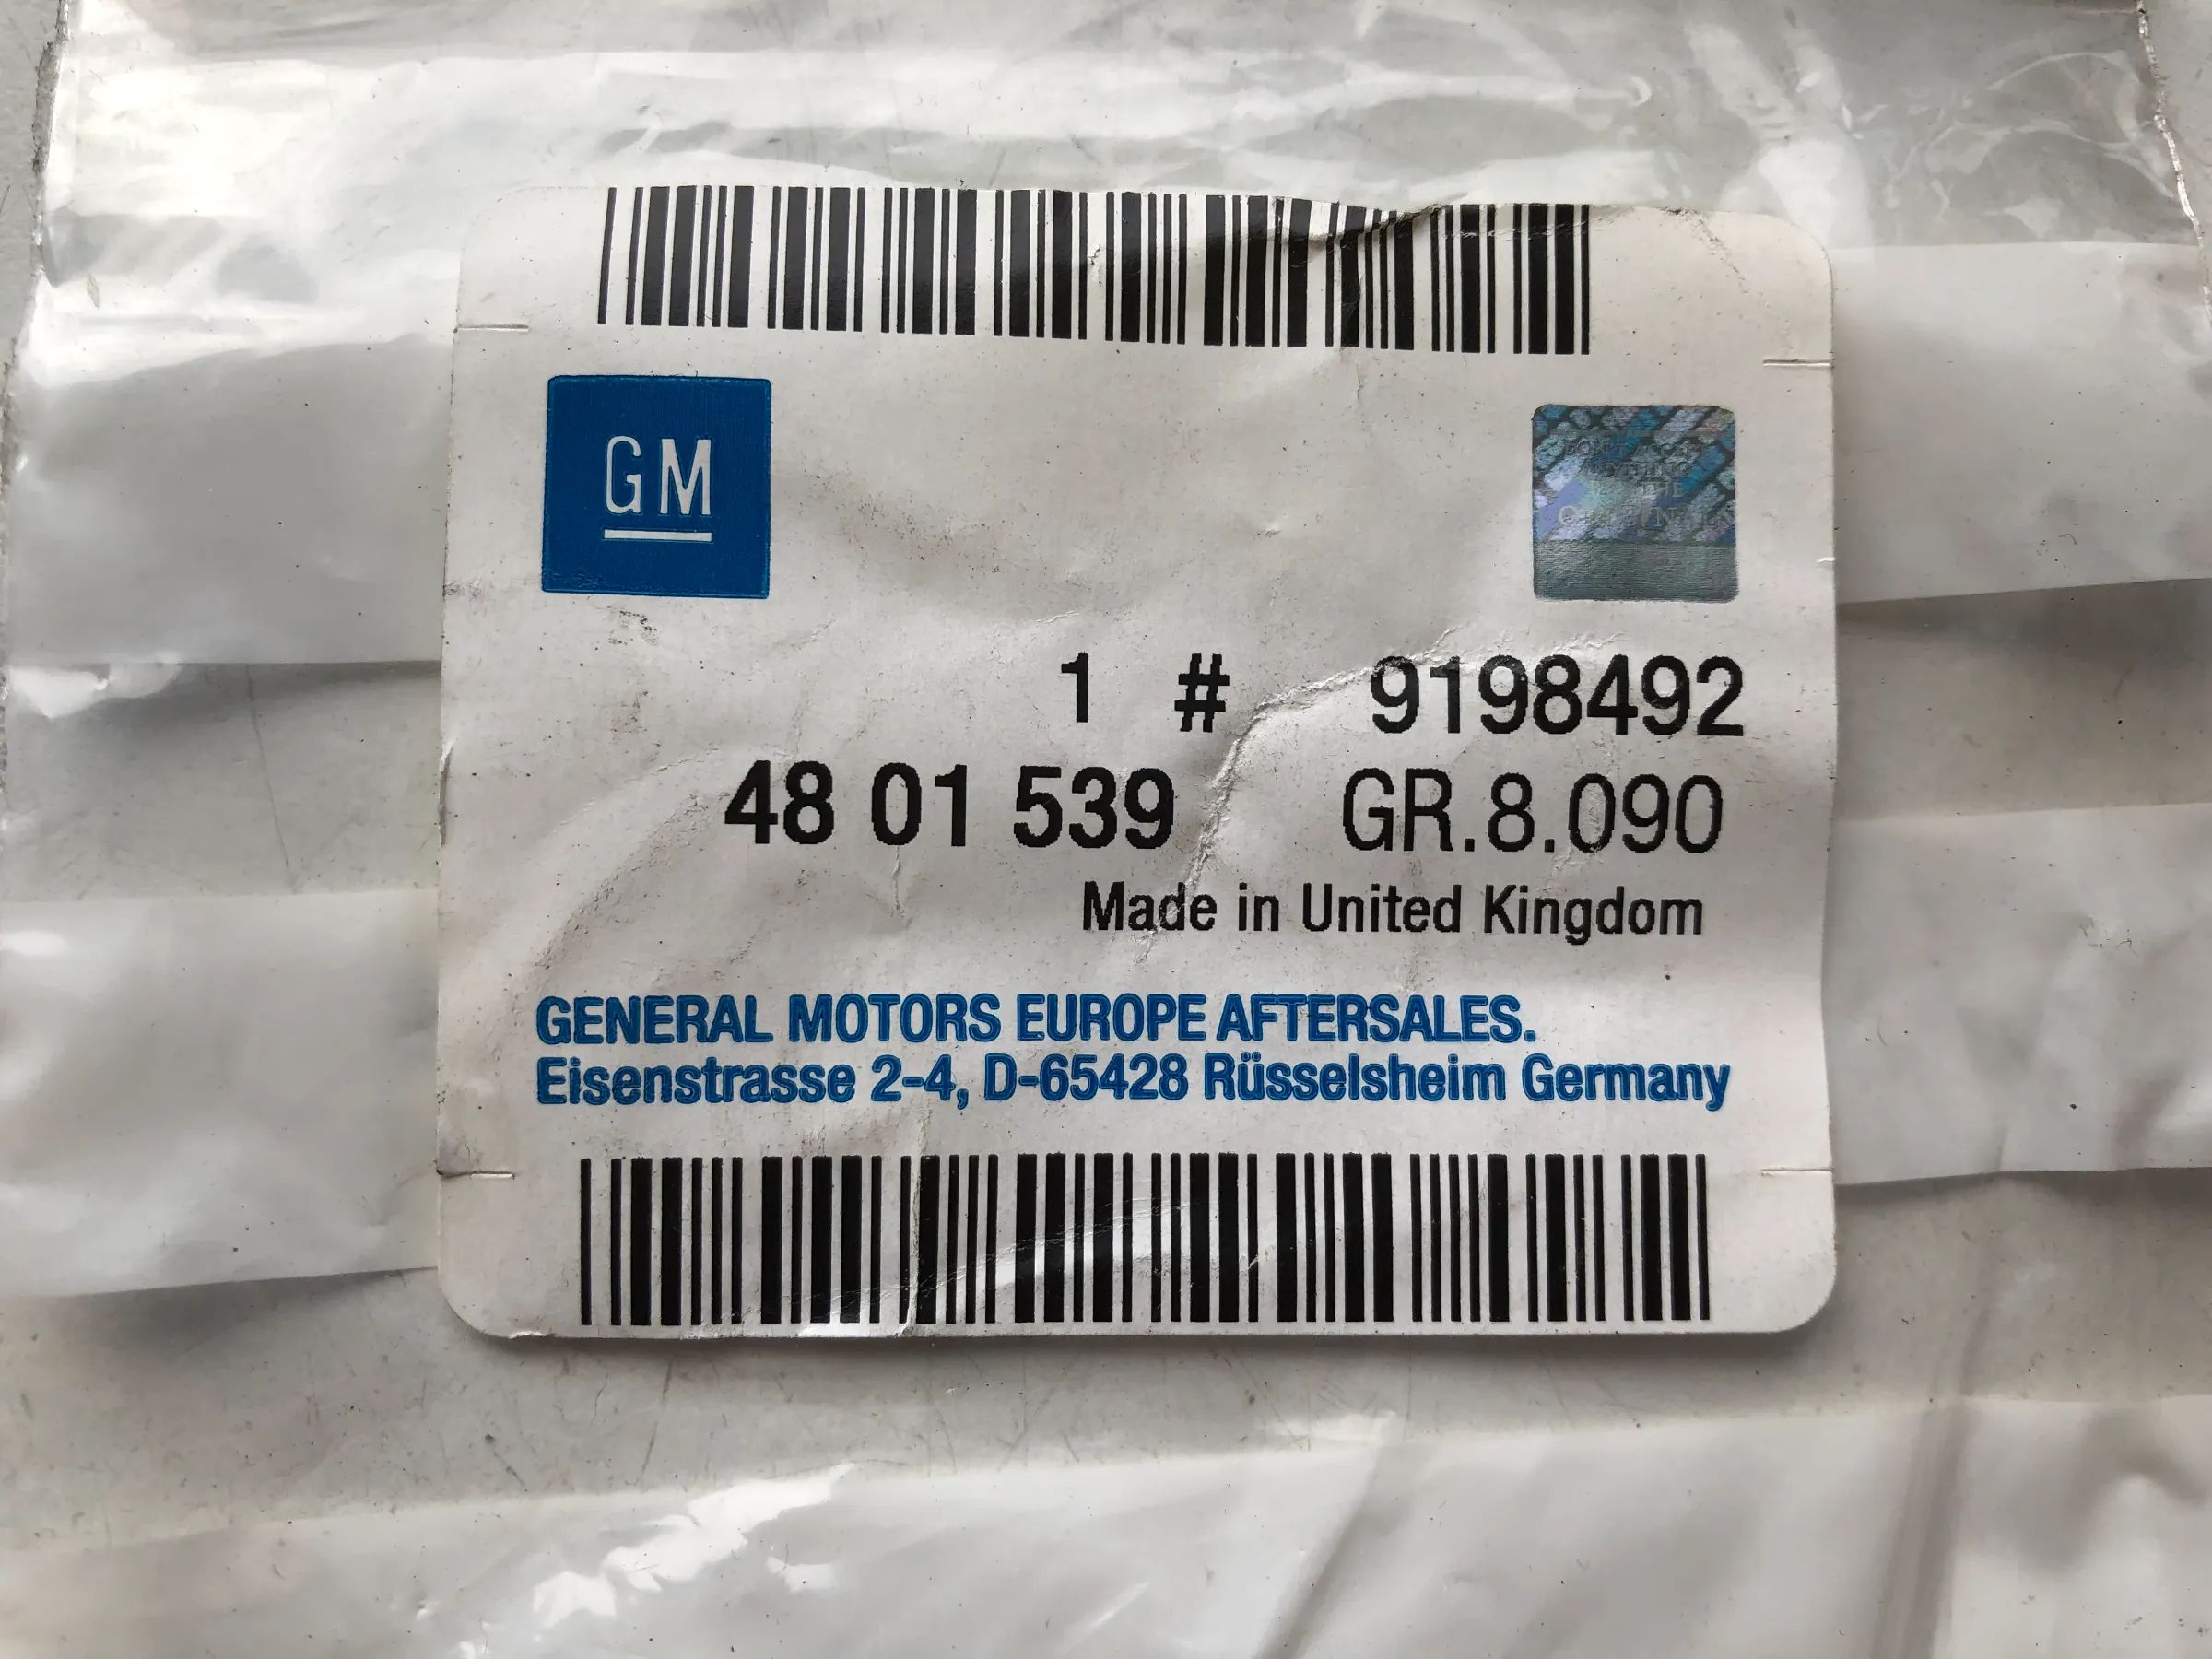 GM
1 # 9198492
48 01 539 GR.8.090
Made in United Kingdom
GENERAL MOTORS EUROPE AFTERSALES.
Eisenstrasse 2-4, D-65428 Rüsselsheim Germany